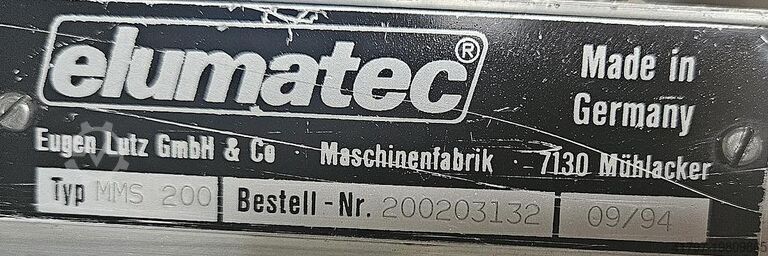 elumatec®
Made in
Germany
Eugen Lutz GmbH & Co · Maschinenfabrik · 7130 Mühlacker
Typ MMS 200 Bestell-Nr. 200203132 09/94